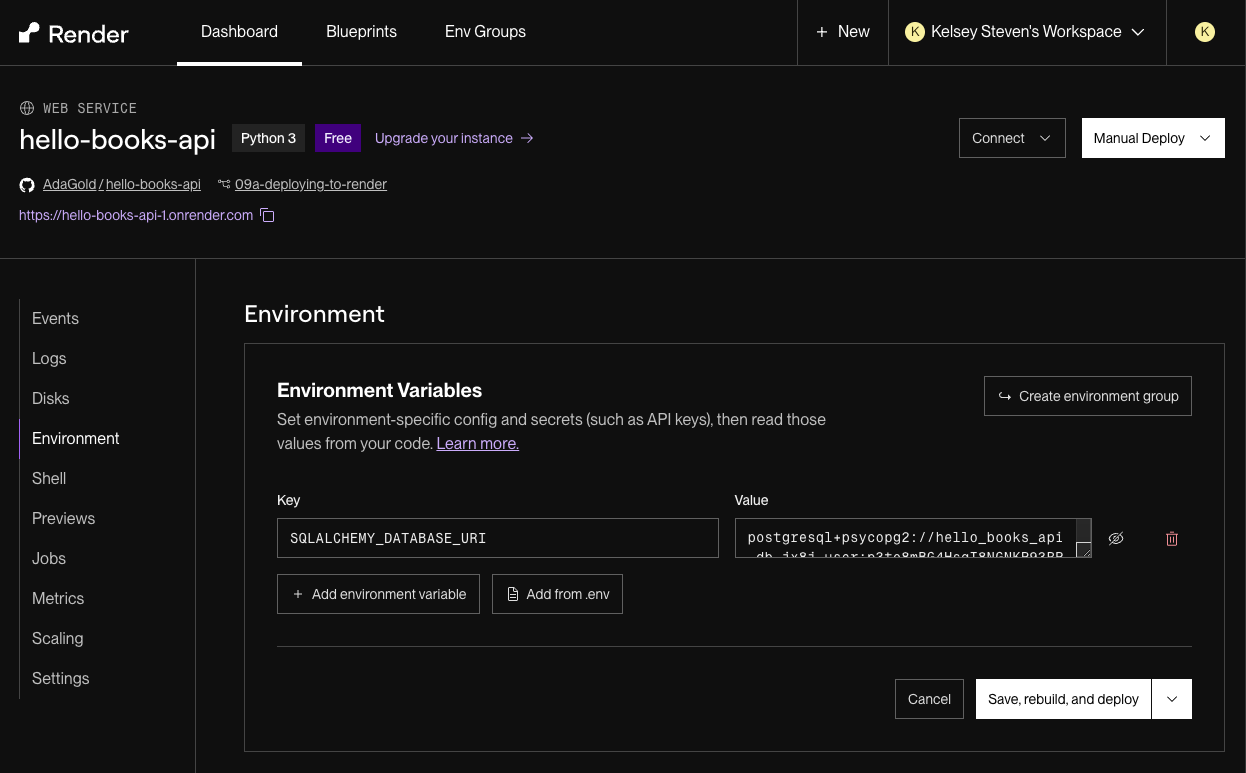 Render
Dashboard
Blueprints
Env Groups
+ New
K Kelsey Steven's Workspace
K
WEB SERVICE
hello-books-api
Python 3
Free
Upgrade your instance →
Connect
Manual Deploy
AdaGold / hello-books-api
09a-deploying-to-render
https://hello-books-api-1.onrender.com
Events
Logs
Disks
Environment
Shell
Previews
Jobs
Metrics
Scaling
Settings
Environment
Environment Variables
Set environment-specific config and secrets (such as API keys), then read those
values from your code. Learn more.
Create environment group
Key
Value
SQLALCHEMY_DATABASE_URI
postgresql+psycopg2://hello_books_api
+ Add environment variable
Add from .env
Cancel
Save, rebuild, and deploy